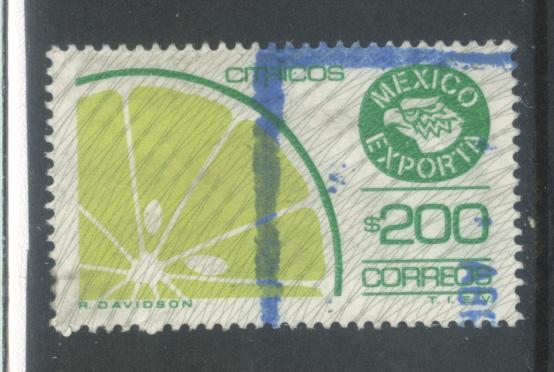 CITRICOS
MEXICO
EXPORTA
$200
CORREOS
T.I.E.V.
R. DAVIDSON